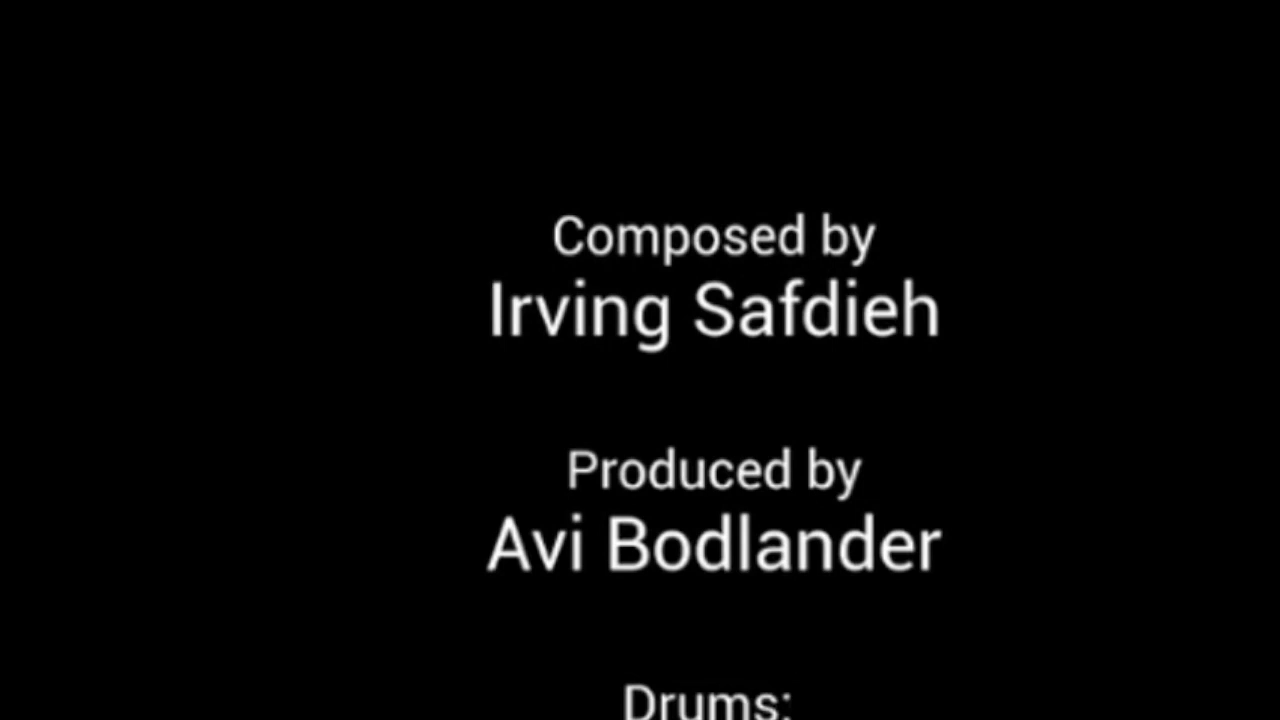 Composed by
Irving Safdieh
Produced by
Avi Bodlander
Drums: